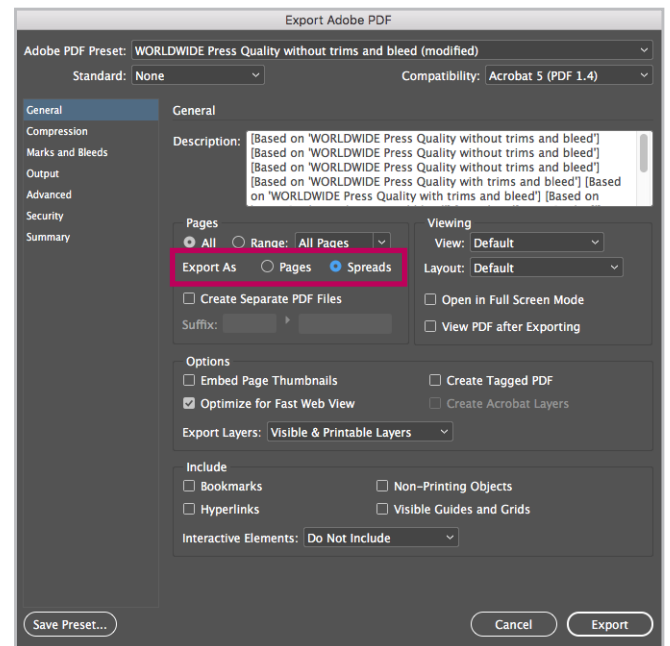 Export Adobe PDF
Adobe PDF Preset: WORLDWIDE Press Quality without trims and bleed (modified)
Standard: None
Compatibility: Acrobat 5 (PDF 1.4)
General
Compression
Marks and Bleeds
Output
Advanced
Security
Summary
General
Description: [Based on 'WORLDWIDE Press Quality without trims and bleed']
[Based on 'WORLDWIDE Press Quality without trims and bleed']
[Based on 'WORLDWIDE Press Quality without trims and bleed']
[Based on 'WORLDWIDE Press Quality with trims and bleed'] [Based
on 'WORLDWIDE Press Quality with trims and bleed'] [Based on
Pages
All Range: All Pages
Export As Pages Spreads
Create Separate PDF Files
Suffix:
Viewing
View: Default
Layout: Default
Open in Full Screen Mode
View PDF after Exporting
Options
Embed Page Thumbnails
Create Tagged PDF
Optimize for Fast Web View
Create Acrobat Layers
Export Layers: Visible & Printable Layers
Include
Bookmarks
Non-Printing Objects
Hyperlinks
Visible Guides and Grids
Interactive Elements: Do Not Include
Save Preset...
Cancel
Export